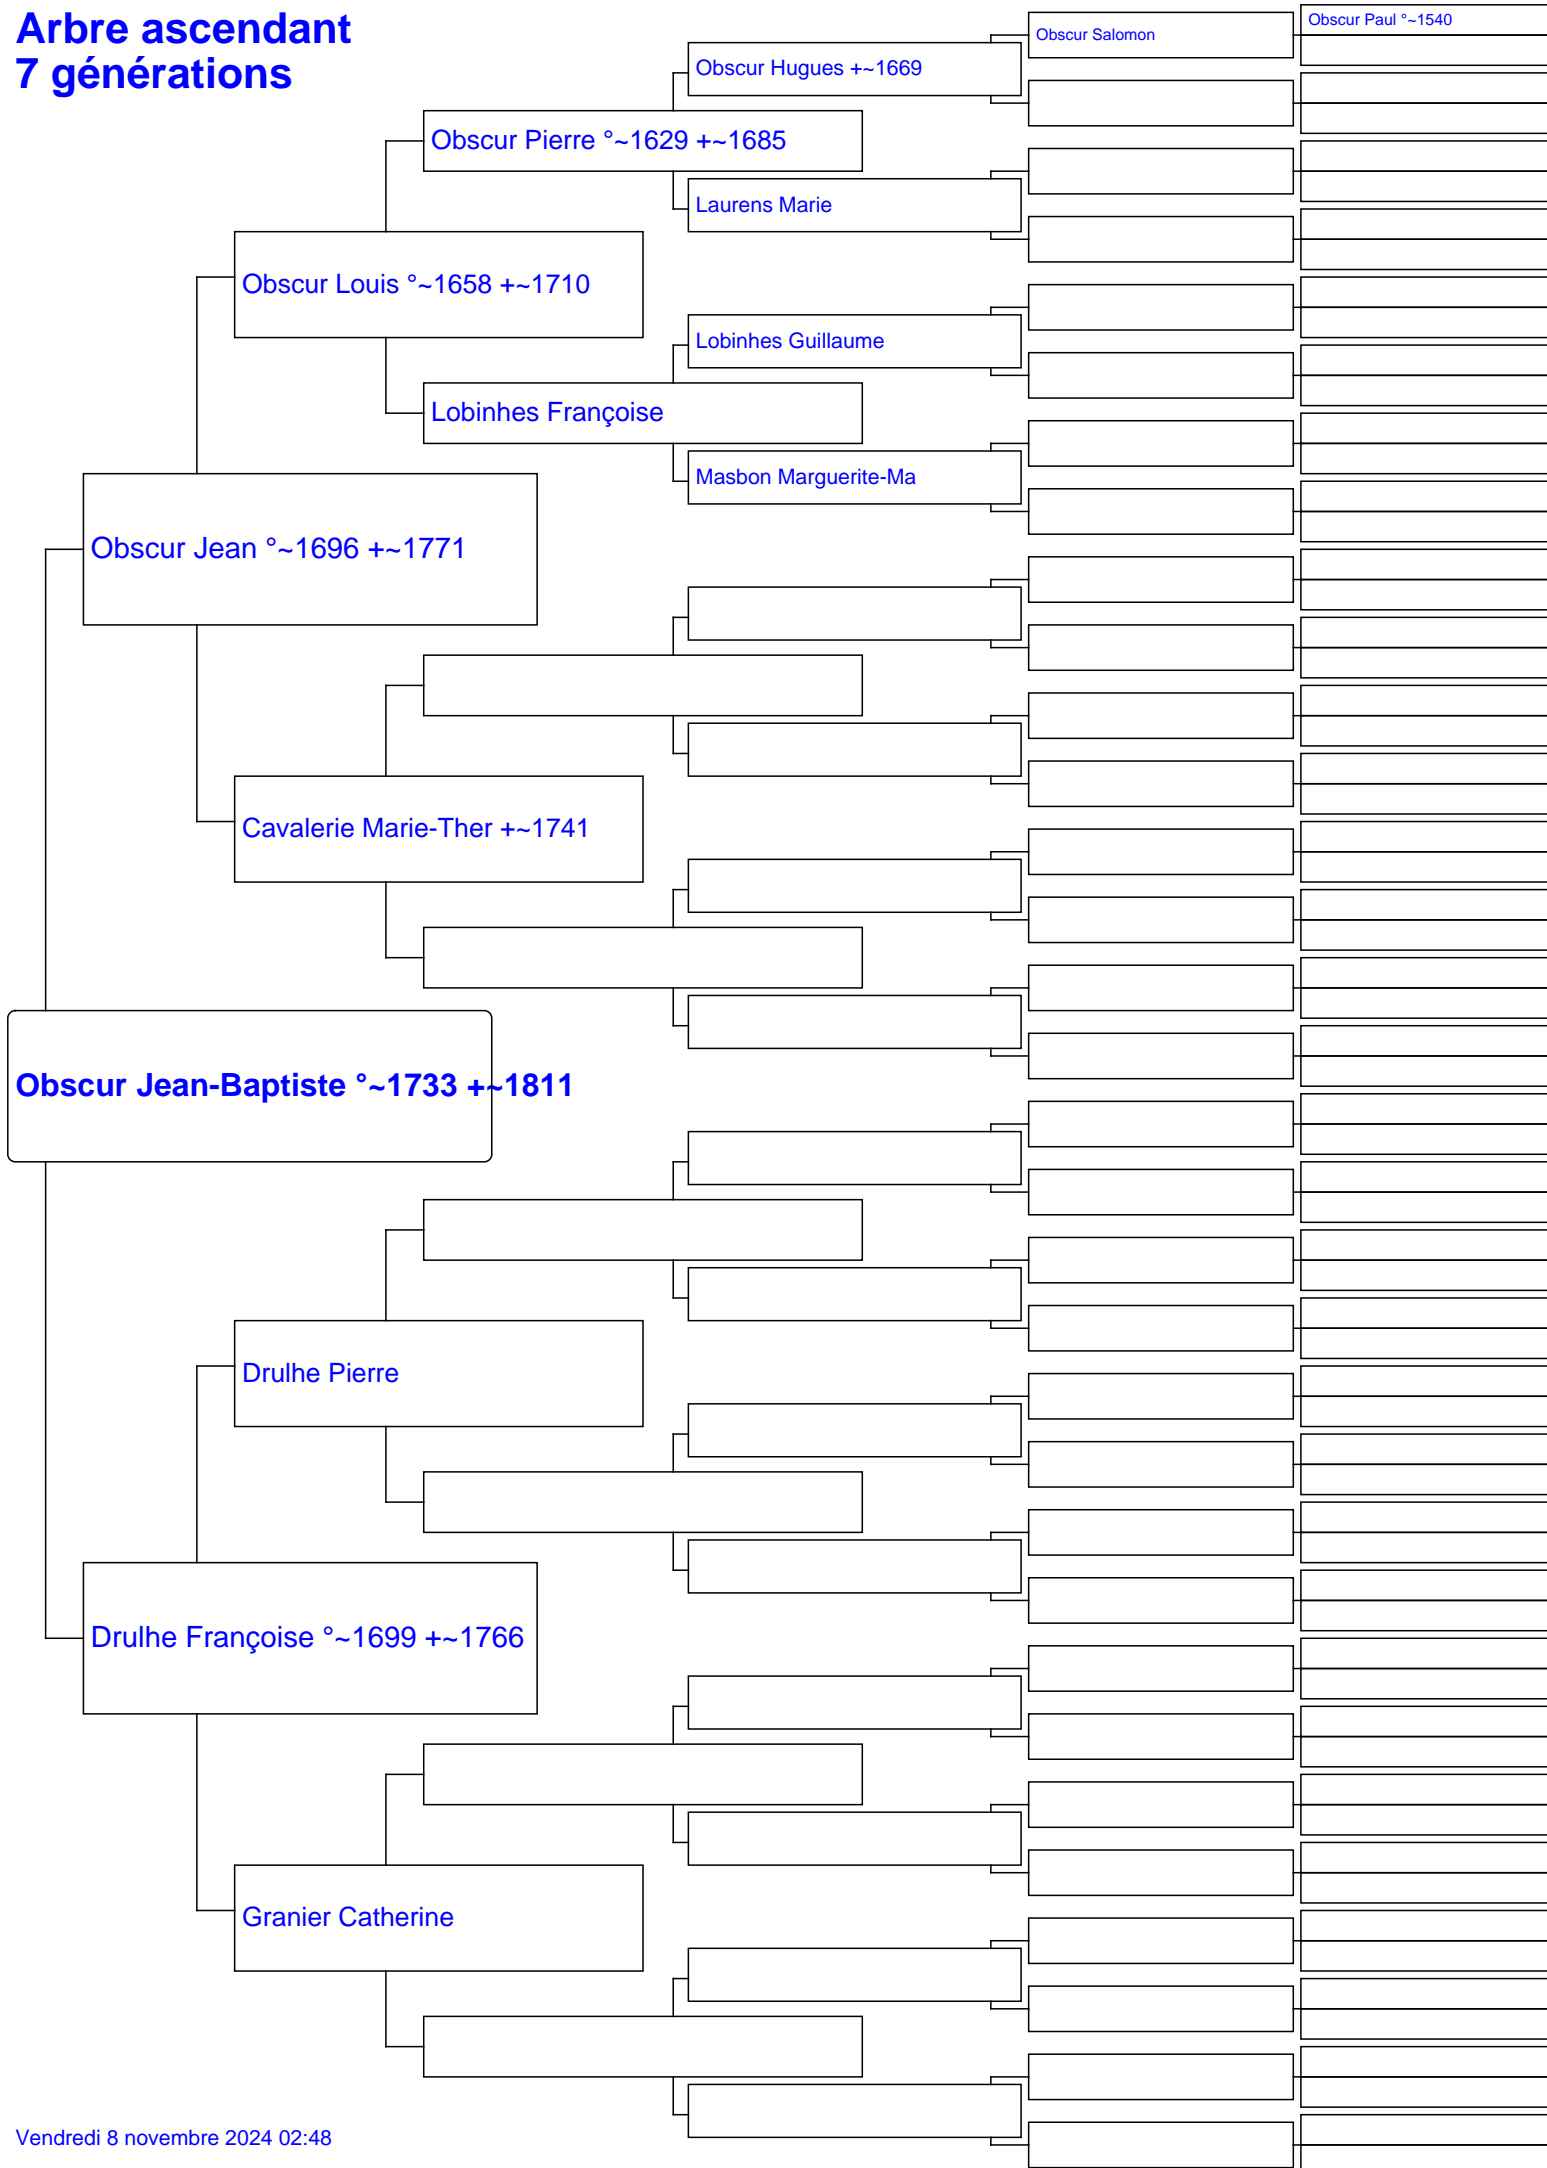 Arbre ascendant
7 générations
Obscur Paul °~1540
Obscur Salomon
Obscur Hugues +~1669
Obscur Pierre °~1629 +~1685
Laurens Marie
Obscur Louis °~1658 +~1710
Lobinhes Guillaume
Lobinhes Françoise
Masbon Marguerite-Ma
Obscur Jean °~1696 +~1771
Cavalerie Marie-Ther +~1741
Obscur Jean-Baptiste °~1733 +~1811
Drulhe Pierre
Drulhe Françoise °~1699 +~1766
Granier Catherine
Vendredi 8 novembre 2024 02:48